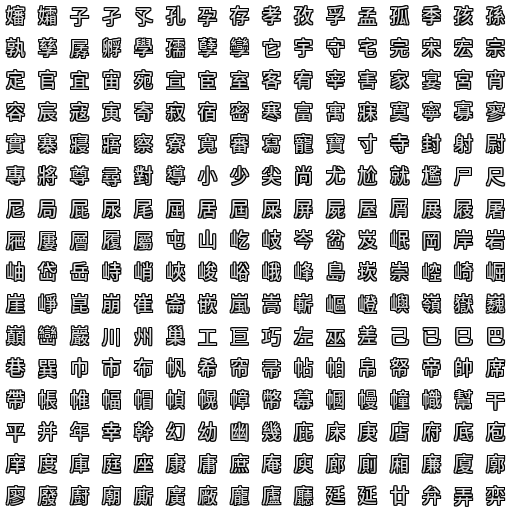 嬸孀子孑孓孔孕存孝孜孚孟孤季孩孫
孰孳孱孵學孺孽孿它宇守宅完宋宏宗
定官宜宙宛宣宦室客宥宰害家宴宮宵
容宸寇寅寄寂宿密寒富寓寐寞寧寡寥
實寨寢寤察寮寬審寫寵寶寸寺封射尉
專將尊尋對導小少尖尚尤尬就尷尸尺
尼局屁尿尾屈居屆屎屏屍屋屑展屐屠
屜屢層履屬屯山屹岐岑岔岌岷岡岸岩
岫岱岳峙峭峽峻峪峨峰島崁崇崆崎崛
崖崢崑崩崔崙嵌嵐嵩嶄嶇嶝嶼嶺嶽巍
巔巒巖川州巢工巨巧左巫差己已巳巴
巷巽巾市布帆希帘帚帖帕帛帑帝帥席
帶帳帷幅帽幀幌幛幣幕幗幔幢幟幫干
平并年幸幹幻幼幽幾庇床庚店府底庖
庠度庫庭座康庸庶庵庾廊廁廂廉廈廓
廖廢廚廟廝廣廠龐廬廳廷延廿弁弄弈